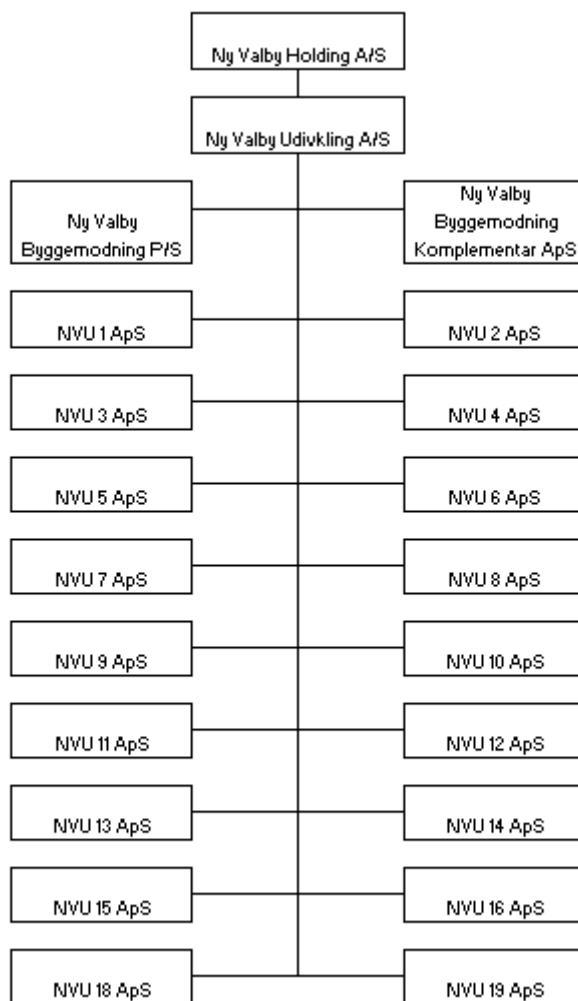 Ny Valby Holding A/S
Ny Valby Udivkling A/S
Ny Valby
Byggemodning P/S
Ny Valby
Byggemodning
Komplementar ApS
NVU 1 ApS
NVU 2 ApS
NVU 3 ApS
NVU 4 ApS
NVU 5 ApS
NVU 6 ApS
NVU 7 ApS
NVU 8 ApS
NVU 9 ApS
NVU 10 ApS
NVU 11 ApS
NVU 12 ApS
NVU 13 ApS
NVU 14 ApS
NVU 15 ApS
NVU 16 ApS
NVU 18 ApS
NVU 19 ApS